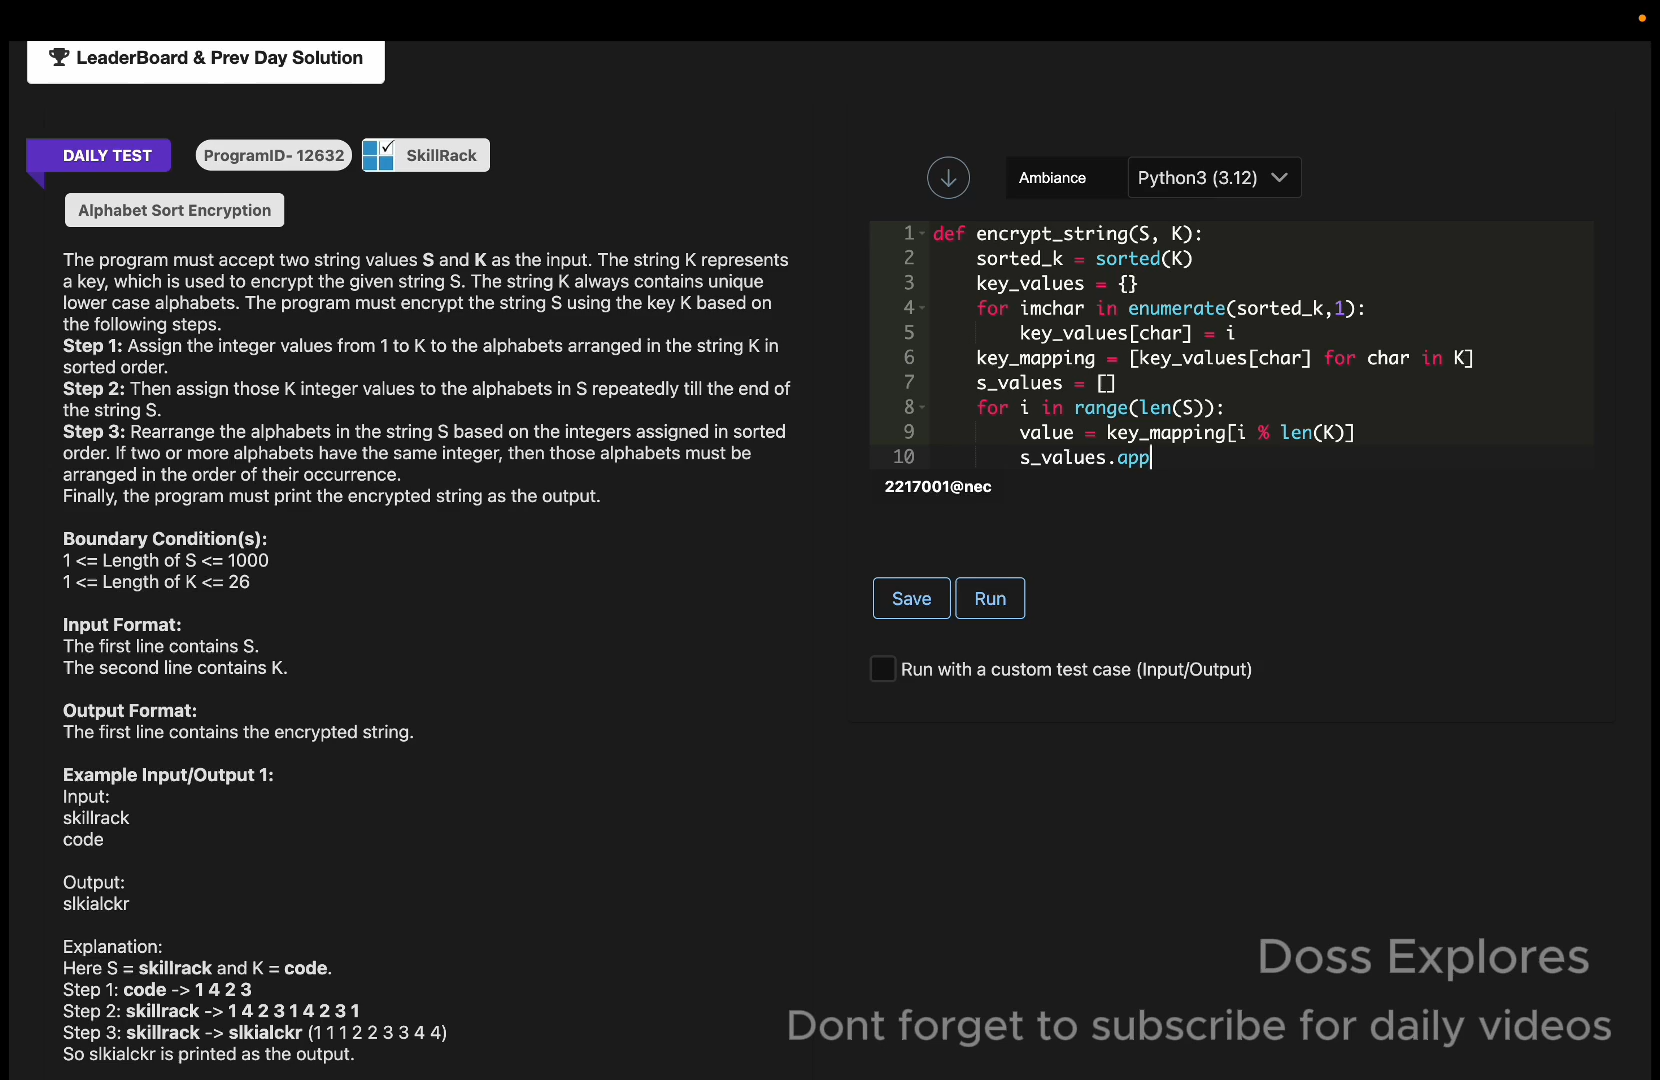 LeaderBoard & Prev Day Solution
DAILY TEST
ProgramID- 12632
SkillRack
Alphabet Sort Encryption
The program must accept two string values S and K as the input. The string K represents
a key, which is used to encrypt the given string S. The string K always contains unique
lower case alphabets. The program must encrypt the string S using the key K based on
the following steps.
Step 1: Assign the integer values from 1 to K to the alphabets arranged in the string K in
sorted order.
Step 2: Then assign those K integer values to the alphabets in S repeatedly till the end of
the string S.
Step 3: Rearrange the alphabets in the string S based on the integers assigned in sorted
order. If two or more alphabets have the same integer, then those alphabets must be
arranged in the order of their occurrence.
Finally, the program must print the encrypted string as the output.
Boundary Condition(s):
1 <= Length of S <= 1000
1 <= Length of K <= 26
Input Format:
The first line contains S.
The second line contains K.
Output Format:
The first line contains the encrypted string.
Example Input/Output 1:
Input:
skillrack
code
Output:
slkialckr
Explanation:
Here S = skillrack and K = code.
Step 1: code -> 1 4 2 3
Step 2: skillrack -> 1 4 2 3 1 4 2 3 1
Step 3: skillrack -> slkialckr (1 1 1 2 2 3 3 4 4)
So slkialckr is printed as the output.
Ambiance
Python3 (3.12)
1 def encrypt_string(S, K):
2 sorted_k = sorted(K)
3 key_values = {}
4 for imchar in enumerate(sorted_k,1):
5 key_values[char] = i
6 key_mapping = [key_values[char] for char in K]
7 s_values = []
8 for i in range(len(S)):
9 value = key_mapping[i % len(K)]
10 s_values.app
2217001@nec
Save
Run
Run with a custom test case (Input/Output)
Doss Explores
Dont forget to subscribe for daily videos